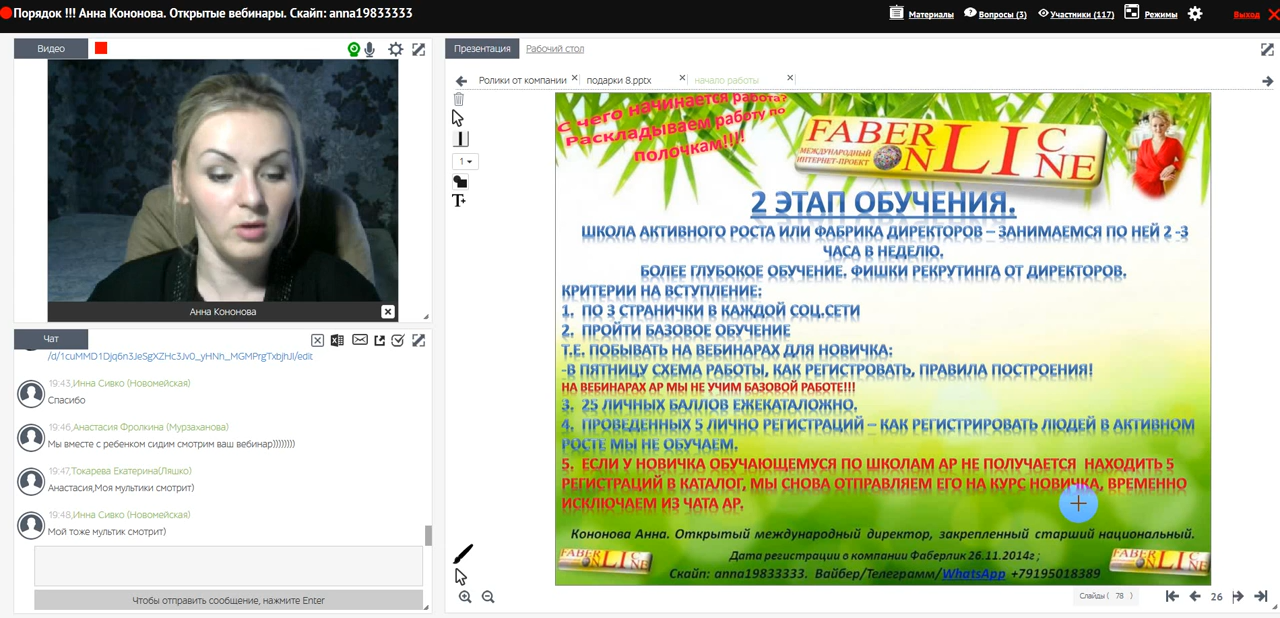 Порядок !!! Анна Кононова. Открытые вебинары. Скайп: anna19833333
Материалы
Вопросы (3)
Участники (117)
Режимы
Выход
Видео
Анна Кононова
Чат
/d/1cuMMD1Djq6n3JeSgXZHc3Jv0_yHNh_MGMPrgTxbjhJI/edit
19:43,Инна Сивко (Новомейская)
Спасибо
19:46,Анастасия Фролкина (Мурзаханова)
Мы вместе с ребенком сидим смотрим ваш вебинар))))))))
19:47,Токарева Екатерина(Ляшко)
Анастасия,Моя мультики смотрит)
19:48,Инна Сивко (Новомейская)
Мой тоже мультик смотрит)
Чтобы отправить сообщение, нажмите Enter
Презентация
Рабочий стол
Ролики от компании
подарки 8.pptx
начало работы
1
С чего начинается работа?
Раскладываем работу по
полочкам!!!!
FABERLIC
ONLINE
МЕЖДУНАРОДНЫЙ
ИНТЕРНЕТ-ПРОЕКТ
2 ЭТАП ОБУЧЕНИЯ.
ШКОЛА АКТИВНОГО РОСТА ИЛИ ФАБРИКА ДИРЕКТОРОВ – ЗАНИМАЕМСЯ ПО НЕЙ 2 -3
ЧАСА В НЕДЕЛЮ.
БОЛЕЕ ГЛУБОКОЕ ОБУЧЕНИЕ. ФИШКИ РЕКРУТИНГА ОТ ДИРЕКТОРОВ.
КРИТЕРИИ НА ВСТУПЛЕНИЕ:
1. ПО 3 СТРАНИЧКИ В КАЖДОЙ СОЦ.СЕТИ
2. ПРОЙТИ БАЗОВОЕ ОБУЧЕНИЕ
Т.Е. ПОБЫВАТЬ НА ВЕБИНАРАХ ДЛЯ НОВИЧКА:
-В ПЯТНИЦУ СХЕМА РАБОТЫ, КАК РЕГИСТРОВАТЬ, ПРАВИЛА ПОСТРОЕНИЯ!
НА ВЕБИНАРАХ АР МЫ НЕ УЧИМ БАЗОВОЙ РАБОТЕ!!!
3. 25 ЛИЧНЫХ БАЛЛОВ ЕЖЕКАТАЛОЖНО.
4. ПРОВЕДЕННЫХ 5 ЛИЧНО РЕГИСТРАЦИЙ – КАК РЕГИСТРИРОВАТЬ ЛЮДЕЙ В АКТИВНОМ
РОСТЕ МЫ НЕ ОБУЧАЕМ.
5. ЕСЛИ У НОВИЧКА ОБУЧАЮЩЕМУСЯ ПО ШКОЛАМ АР НЕ ПОЛУЧАЕТСЯ НАХОДИТЬ 5
РЕГИСТРАЦИЙ В КАТАЛОГ, МЫ СНОВА ОТПРАВЛЯЕМ ЕГО НА КУРС НОВИЧКА, ВРЕМЕННО
ИСКЛЮЧАЕМ ИЗ ЧАТА АР.
Кононова Анна. Открытый международный директор, закрепленный старший национальный.
Дата регистрации в компании Фаберлик 26.11.2014г ;
Скайп: anna19833333. Вайбер/Телеграмм/WhatsApp +79195018389
FABERLIC
ONLINE
FABERLIC
ONLINE
Слайды ( 78 )
26